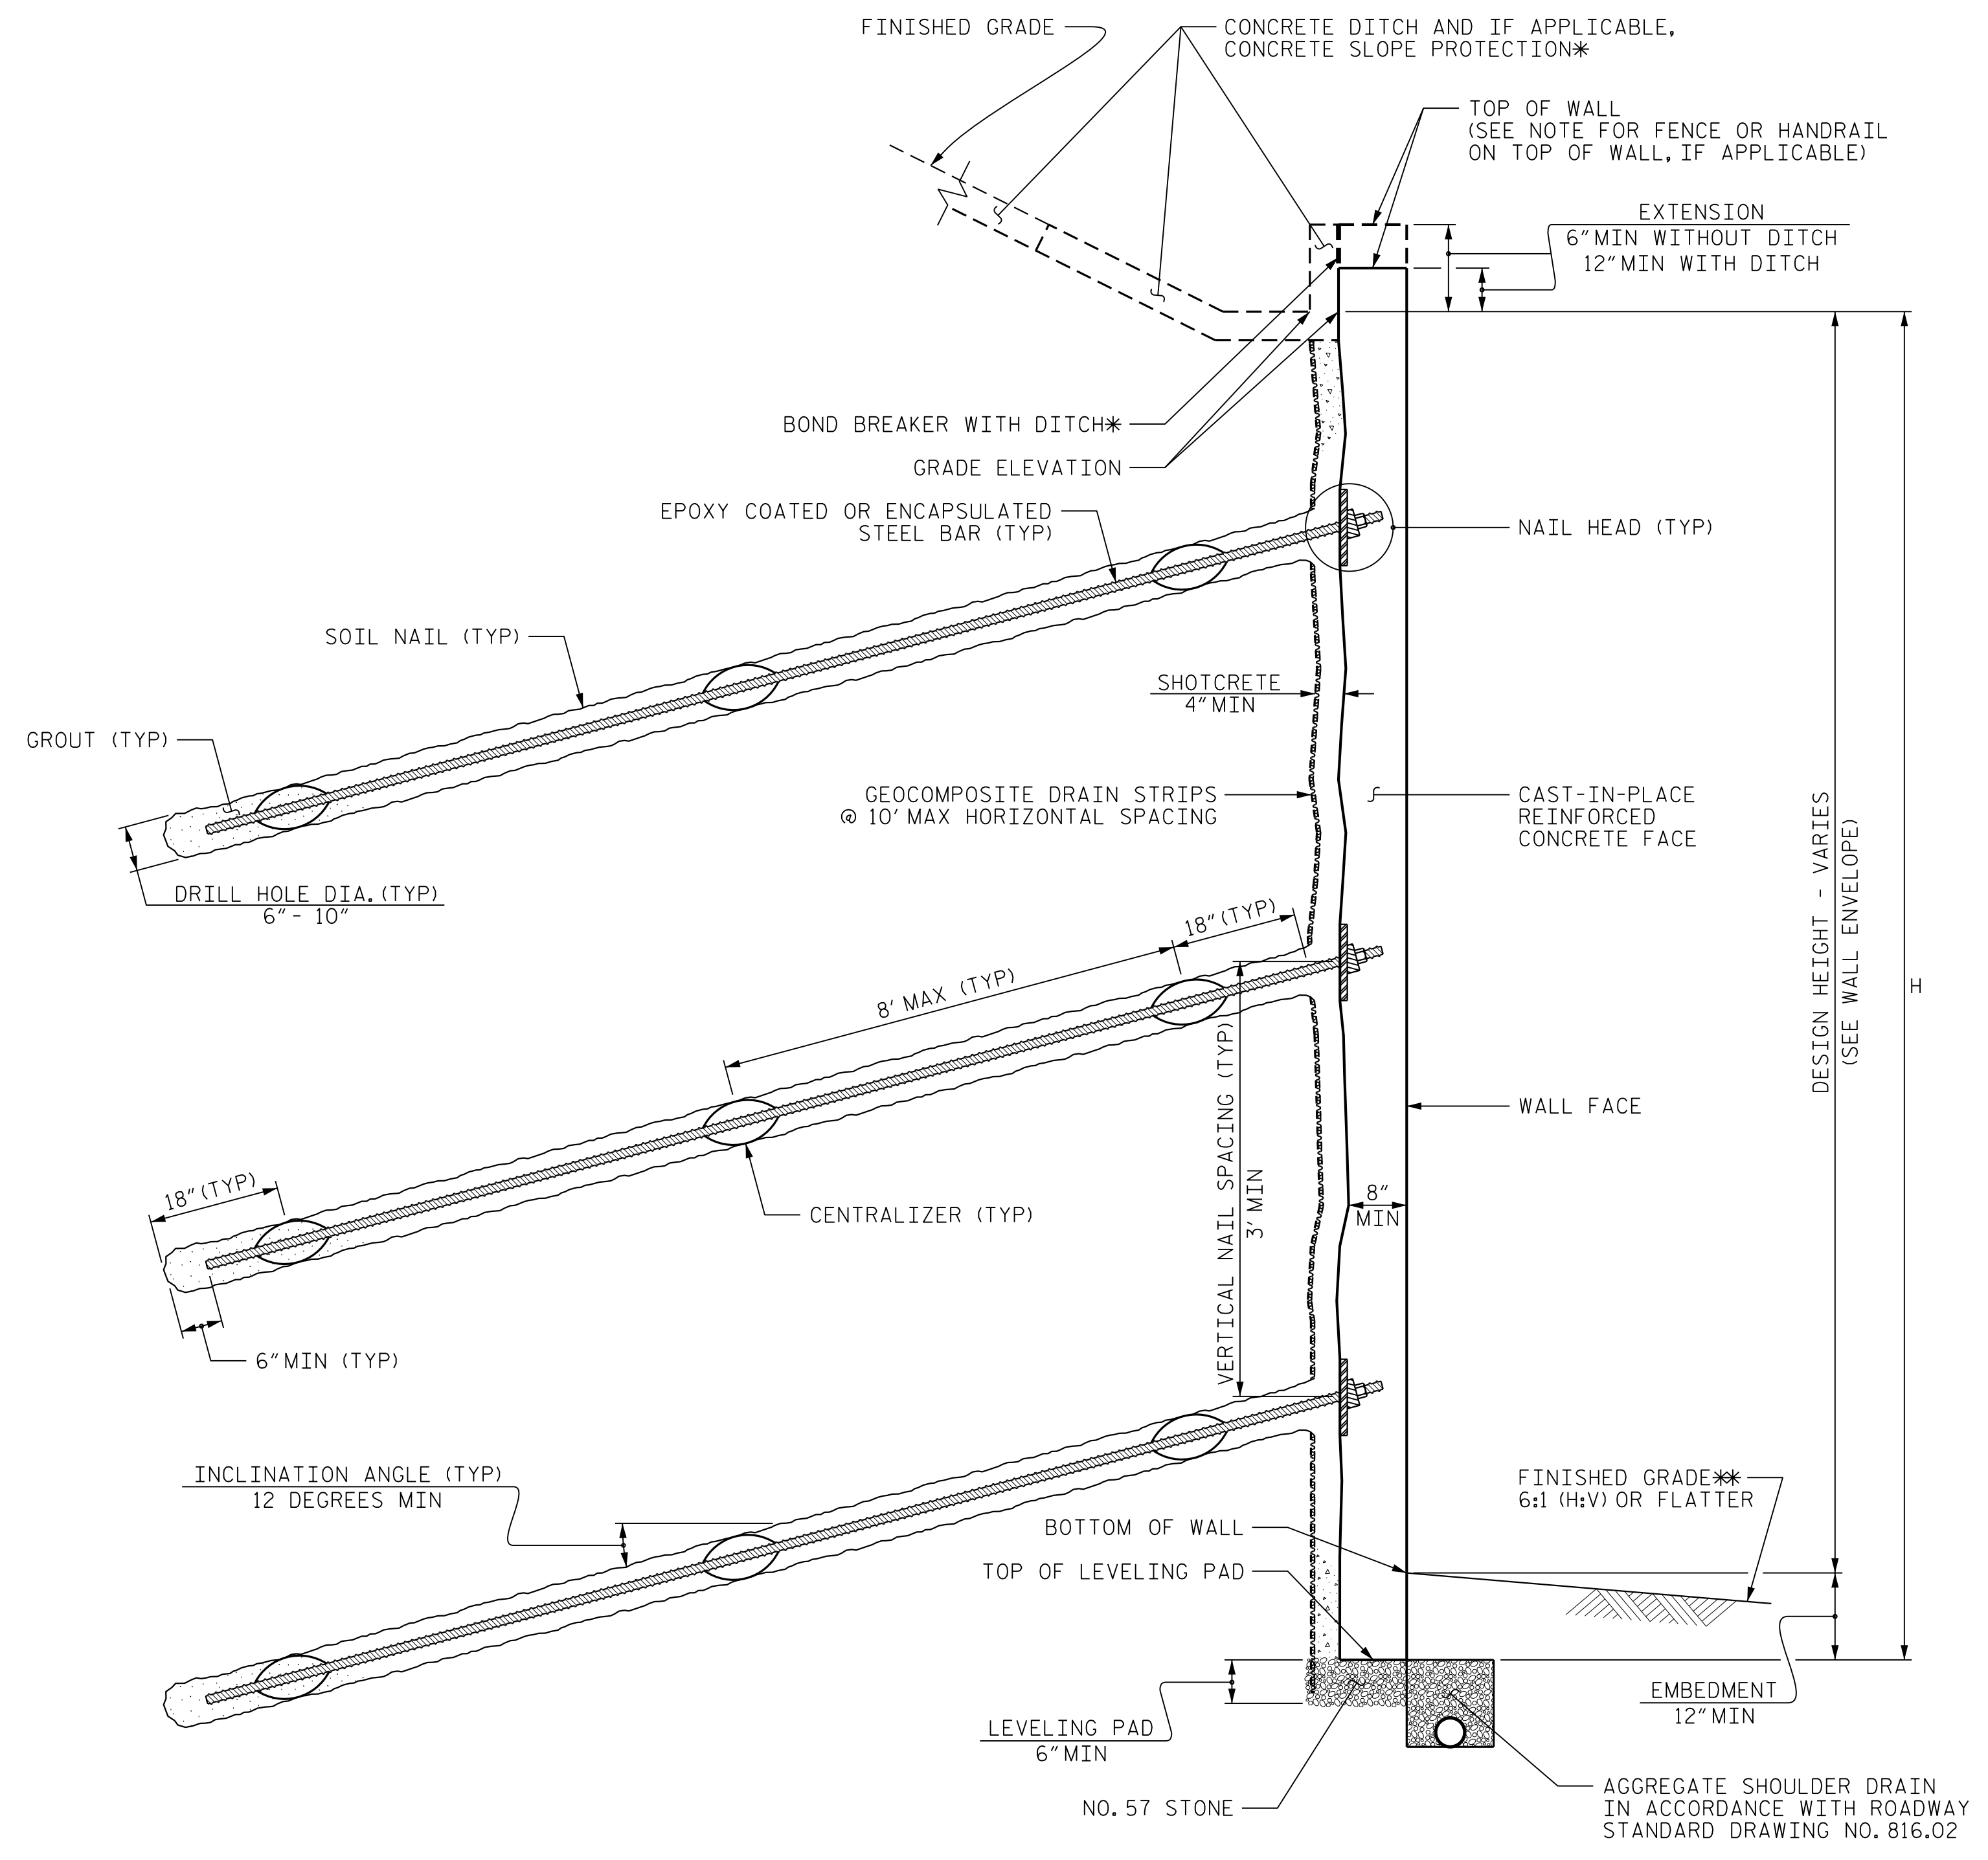 FINISHED GRADE
CONCRETE DITCH AND IF APPLICABLE,
CONCRETE SLOPE PROTECTION*
TOP OF WALL
(SEE NOTE FOR FENCE OR HANDRAIL
ON TOP OF WALL, IF APPLICABLE)
EXTENSION
6" MIN WITHOUT DITCH
12" MIN WITH DITCH
BOND BREAKER WITH DITCH*
GRADE ELEVATION
EPOXY COATED OR ENCAPSULATED
STEEL BAR (TYP)
NAIL HEAD (TYP)
SOIL NAIL (TYP)
SHOTCRETE
4" MIN
GROUT (TYP)
GEOCOMPOSITE DRAIN STRIPS
@ 10' MAX HORIZONTAL SPACING
CAST-IN-PLACE
REINFORCED
CONCRETE FACE
DRILL HOLE DIA. (TYP)
6" - 10"
18" (TYP)
8' MAX (TYP)
DESIGN HEIGHT - VARIES
(SEE WALL ENVELOPE)
H
VERTICAL NAIL SPACING (TYP)
3' MIN
WALL FACE
18" (TYP)
8"
MIN
CENTRALIZER (TYP)
6" MIN (TYP)
INCLINATION ANGLE (TYP)
12 DEGREES MIN
FINISHED GRADE**
6:1 (H:V) OR FLATTER
BOTTOM OF WALL
TOP OF LEVELING PAD
EMBEDMENT
12" MIN
LEVELING PAD
6" MIN
NO. 57 STONE
AGGREGATE SHOULDER DRAIN
IN ACCORDANCE WITH ROADWAY
STANDARD DRAWING NO. 816.02